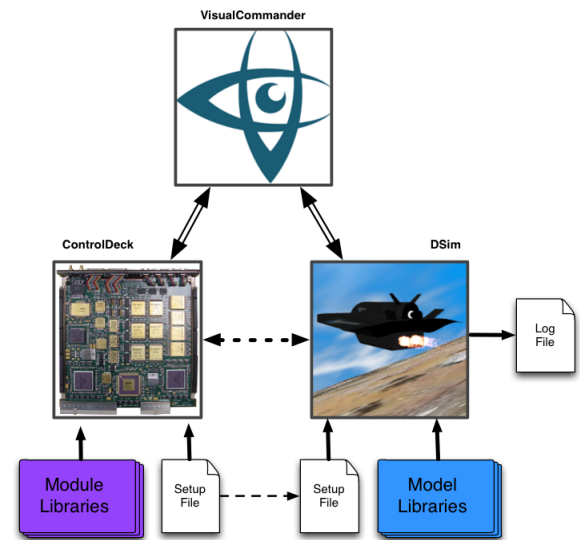 VisualCommander
ControlDeck
DSim
Log
File
Module
Libraries
Setup
File
Setup
File
Model
Libraries